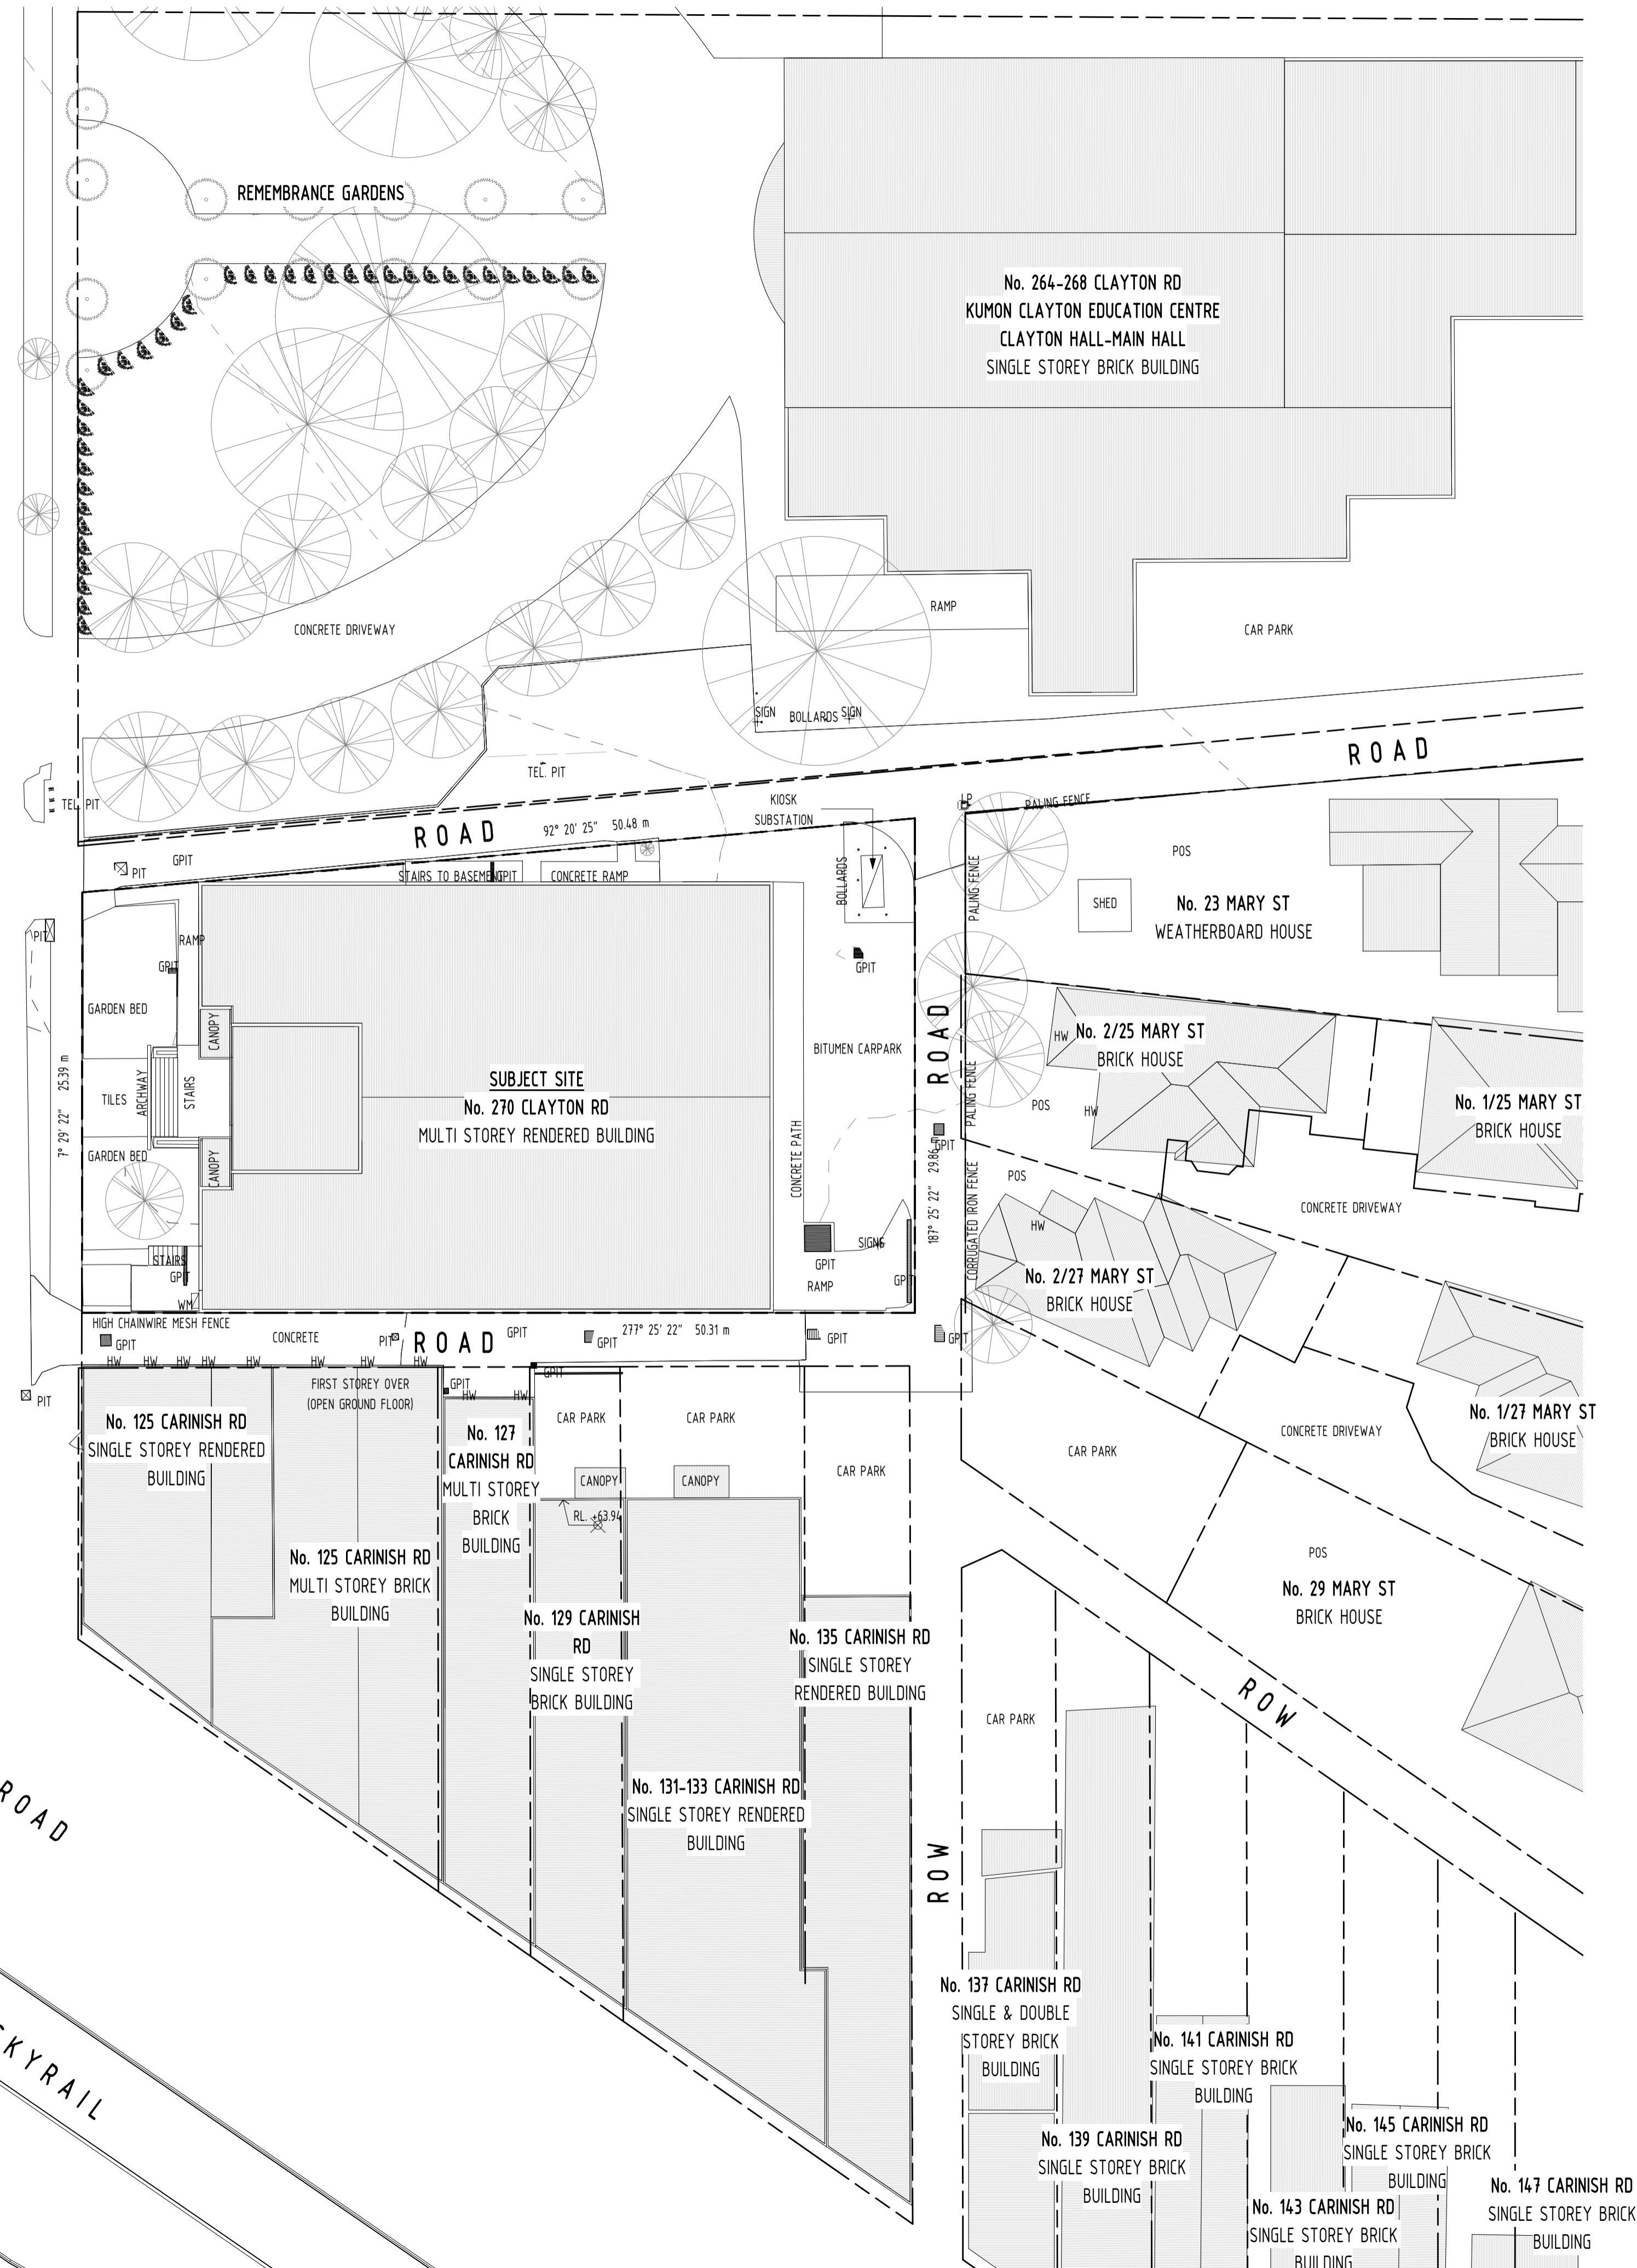 REMEMBRANCE GARDENS
No. 264-268 CLAYTON RD
KUMON CLAYTON EDUCATION CENTRE
CLAYTON HALL-MAIN HALL
SINGLE STOREY BRICK BUILDING
RAMP
CONCRETE DRIVEWAY
CAR PARK
SIGN
BOLLARDS
SIGN
ROAD
TEL. PIT
TEL. PIT
KIOSK
SUBSTATION
LP
PALING FENCE
ROAD
92° 20' 25" 50.48 m
GPIT
PIT
STAIRS TO BASEMENT
GPIT
CONCRETE RAMP
BOLLARDS
PALING FENCE
POS
SHED
No. 23 MARY ST
WEATHERBOARD HOUSE
PIT
RAMP
GPIT
GPIT
GARDEN BED
CANOPY
ROAD
HW
No. 2/25 MARY ST
BRICK HOUSE
BITUMEN CARPARK
7° 29' 22" 25.39 m
TILES
ARCHWAY
STAIRS
SUBJECT SITE
No. 270 CLAYTON RD
MULTI STOREY RENDERED BUILDING
PALING FENCE
POS
HW
No. 1/25 MARY ST
BRICK HOUSE
GARDEN BED
CANOPY
CONCRETE PATH
GPIT
187° 25' 22" 29.86 m
CORRUGATED IRON FENCE
POS
CONCRETE DRIVEWAY
HW
STAIRS
GPIT
WM
SIGNS
GPIT
RAMP
GPIT
No. 2/27 MARY ST
BRICK HOUSE
HIGH CHAINWIRE MESH FENCE
GPIT
CONCRETE
PIT
ROAD
GPIT
GPIT
277° 25' 22" 50.31 m
GPIT
GPIT
HW
HW
HW
HW
HW
HW
HW
HW
PIT
FIRST STOREY OVER
(OPEN GROUND FLOOR)
GPIT
HW
HW
GPIT
No. 125 CARINISH RD
SINGLE STOREY RENDERED
BUILDING
No. 127
CARINISH RD
MULTI STOREY
BRICK
BUILDING
CAR PARK
CAR PARK
CAR PARK
CANOPY
CANOPY
RL. +63.94
CAR PARK
CONCRETE DRIVEWAY
No. 1/27 MARY ST
BRICK HOUSE
No. 125 CARINISH RD
MULTI STOREY BRICK
BUILDING
POS
No. 29 MARY ST
BRICK HOUSE
No. 129 CARINISH
RD
SINGLE STOREY
BRICK BUILDING
No. 135 CARINISH RD
SINGLE STOREY
RENDERED BUILDING
CAR PARK
ROW
No. 131-133 CARINISH RD
SINGLE STOREY RENDERED
BUILDING
ROAD
ROW
SKYRAIL
No. 137 CARINISH RD
SINGLE & DOUBLE
STOREY BRICK
BUILDING
No. 141 CARINISH RD
SINGLE STOREY BRICK
BUILDING
No. 139 CARINISH RD
SINGLE STOREY BRICK
BUILDING
No. 145 CARINISH RD
SINGLE STOREY BRICK
BUILDING
No. 143 CARINISH RD
SINGLE STOREY BRICK
BUILDING
No. 147 CARINISH RD
SINGLE STOREY BRICK
BUILDING